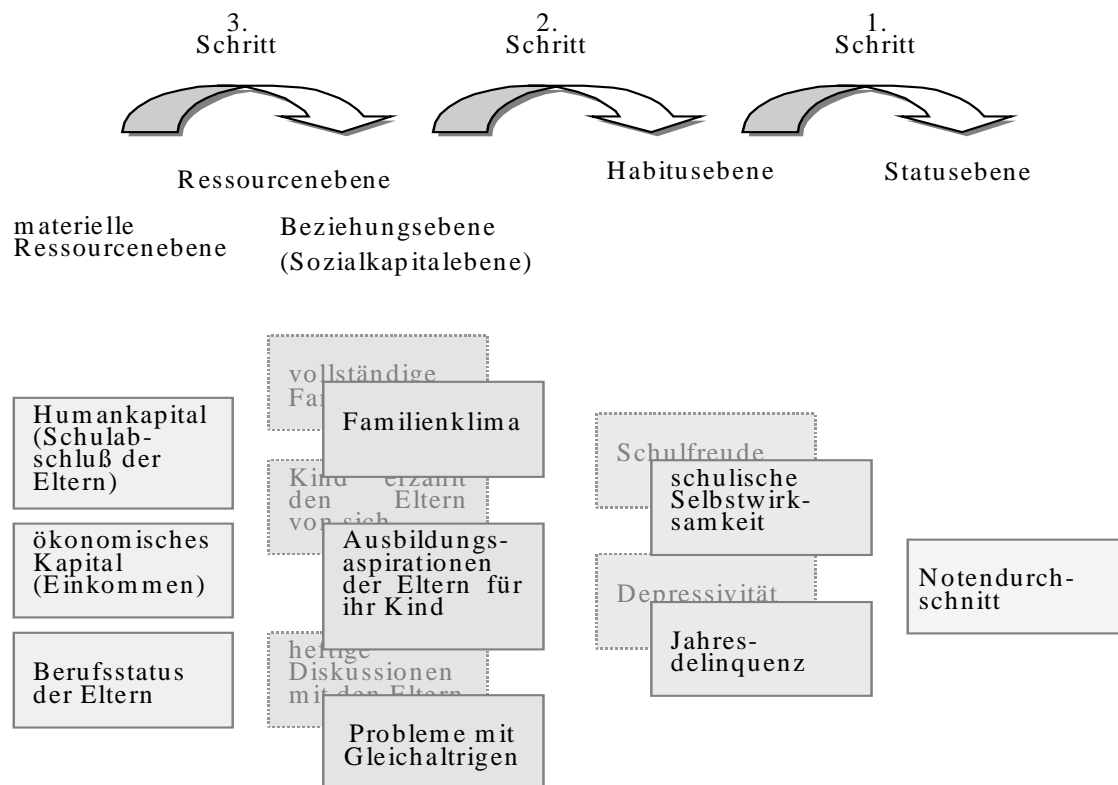 3.
Schritt
2.
Schritt
1.
Schritt
Ressourcenebene
Habitusebene
Statusebene
materielle
Ressourcenebene
Beziehungsebene
(Sozialkapitalebene)
Humankapital
(Schulab-
schluß der
Eltern)
ökonomisches
Kapital
(Einkommen)
Berufsstatus
der Eltern
vollständige
Familienklima
Kind erzählt
den Eltern
von sich
Ausbildungs-
aspirationen
der Eltern für
ihr Kind
heftige
Diskussionen
mit den Eltern
Probleme mit
Gleichaltrigen
Schulfreude
schulische
Selbstwirk-
samkeit
Depressivität
Jahres-
delinquenz
Notendurch-
schnitt